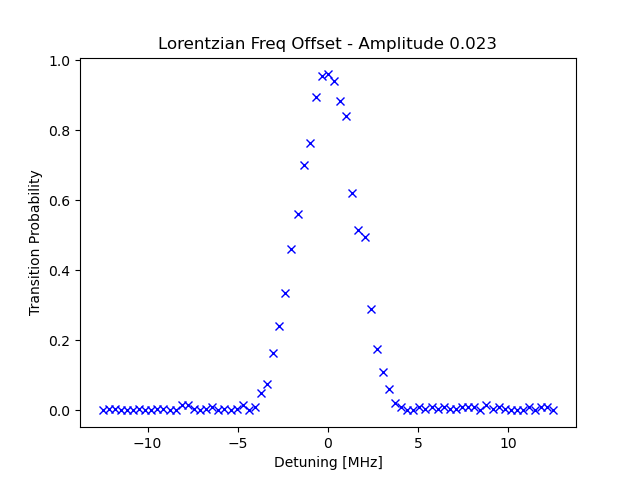 Lorentzian Freq Offset - Amplitude 0.023
1.0
0.8
0.6
0.4
0.2
0.0
Transition Probability
−10 −5 0 5 10
Detuning [MHz]